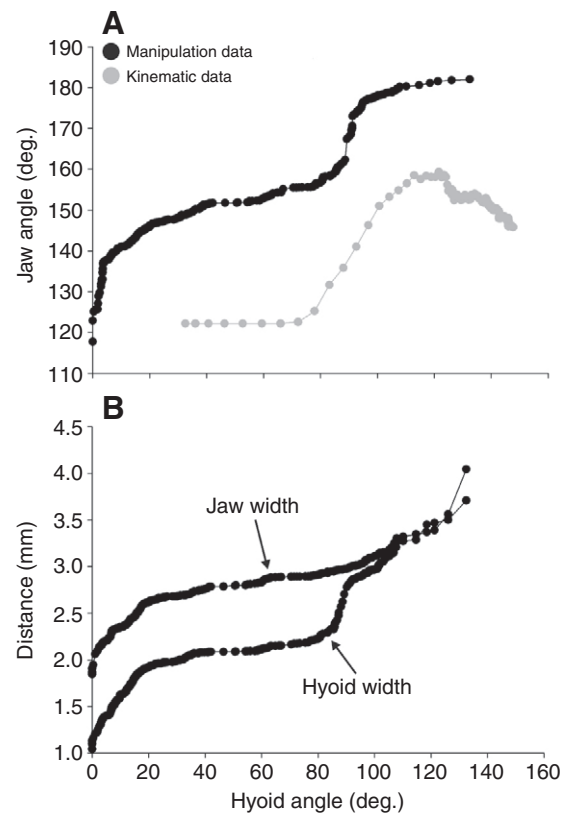 A
190
180
170
160
150
140
130
120
110
Jaw angle (deg.)
Manipulation data
Kinematic data
B
4.5
4.0
3.5
3.0
2.5
2.0
1.5
1.0
Distance (mm)
Jaw width
Hyoid width
0 20 40 60 80 100 120 140 160
Hyoid angle (deg.)